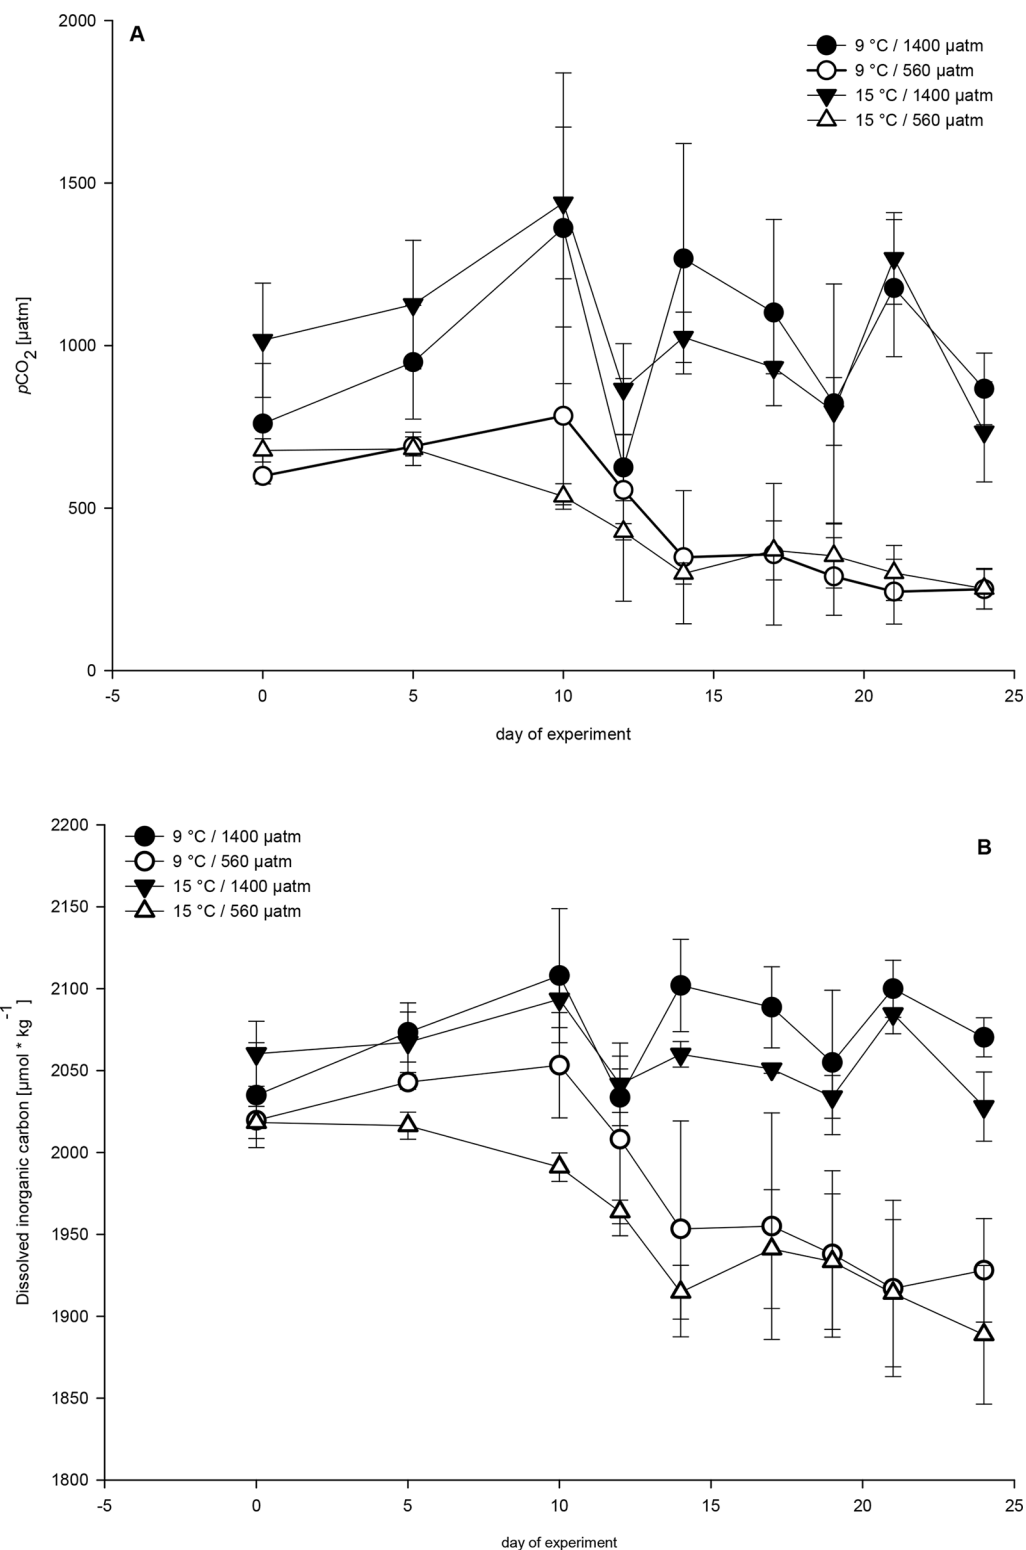 A
9 °C / 1400 µatm
9 °C / 560 µatm
15 °C / 1400 µatm
15 °C / 560 µatm
2000
1500
1000
500
0
pCO2 [µatm]
-5 0 5 10 15 20 25
day of experiment
B
9 °C / 1400 µatm
9 °C / 560 µatm
15 °C / 1400 µatm
15 °C / 560 µatm
2200
2150
2100
2050
2000
1950
1900
1850
1800
Dissolved inorganic carbon [µmol * kg-1 ]
-5 0 5 10 15 20 25
day of experiment